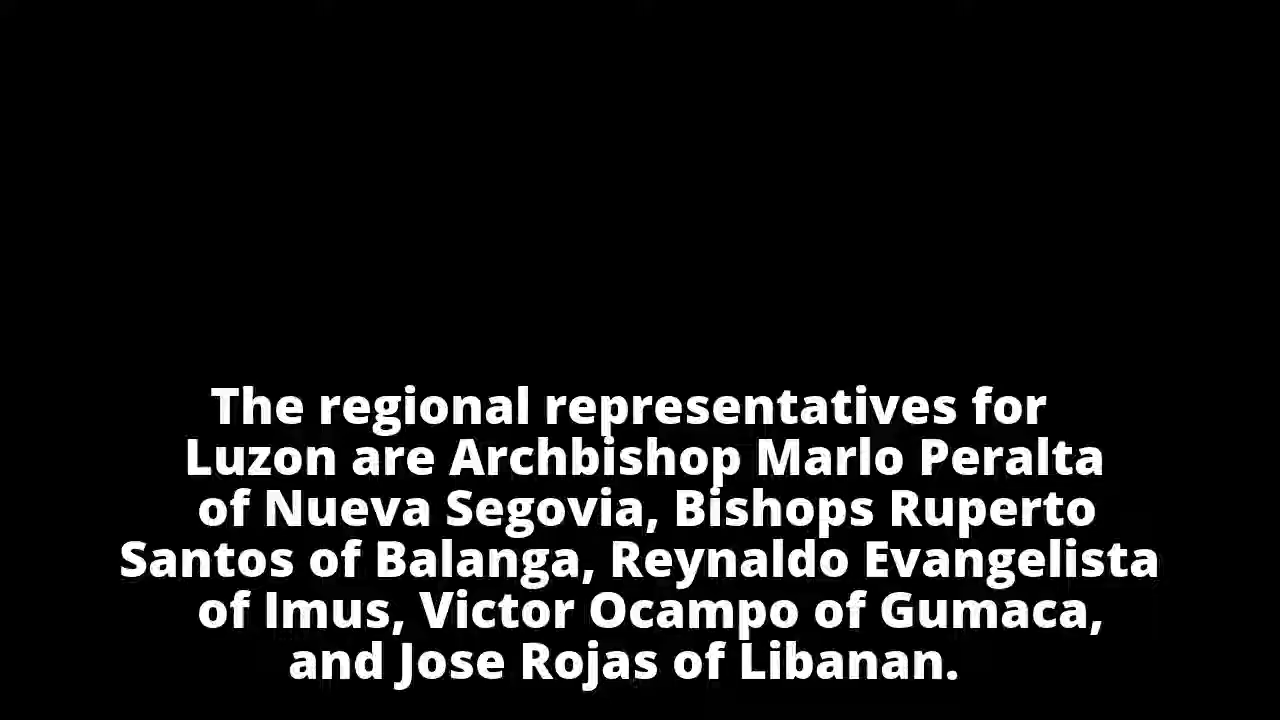 The regional representatives for
Luzon are Archbishop Marlo Peralta
of Nueva Segovia, Bishops Ruperto
Santos of Balanga, Reynaldo Evangelista
of Imus, Victor Ocampo of Gumaca,
and Jose Rojas of Libanan.